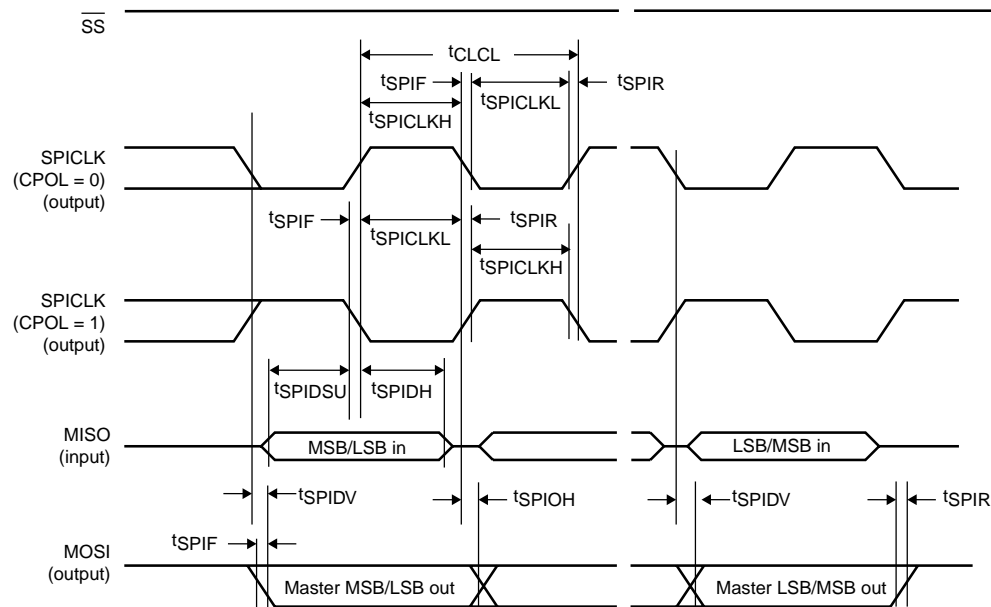 SS
tCLCL
tSPIF
tSPICLKL
tSPIR
tSPICLKH
SPICLK
(CPOL = 0)
(output)
tSPIF
tSPICLKL
tSPIR
tSPICLKH
SPICLK
(CPOL = 1)
(output)
tSPIDSU
tSPIDH
MISO
(input)
MSB/LSB in
LSB/MSB in
tSPIDV
tSPIOH
tSPIDV
tSPIR
tSPIF
MOSI
(output)
Master MSB/LSB out
Master LSB/MSB out